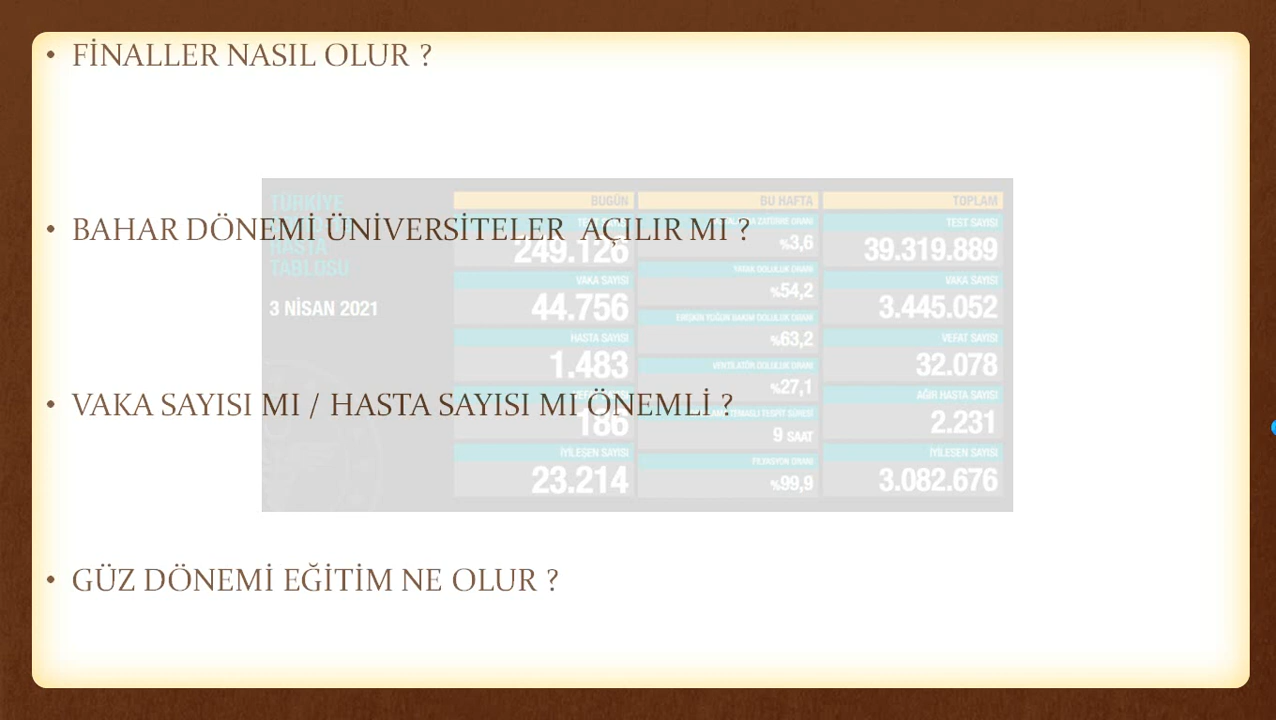 • FİNALLER NASIL OLUR ?
• BAHAR DÖNEMİ ÜNİVERSİTELER AÇILIR MI ?
• VAKA SAYISI MI / HASTA SAYISI MI ÖNEMLİ ?
• GÜZ DÖNEMİ EĞİTİM NE OLUR ?
TÜRKİYE
HASTA
TABLOSU
3 NİSAN 2021
BUGÜN
249.126
VAKA SAYISI
44.756
HASTA SAYISI
1.483
186
İYİLEŞEN SAYISI
23.214
BU HAFTA
%3,6
YATAK DOLULUK ORANI
%54,2
ERİŞKİN YOĞUN BAKIM DOLULUK ORANI
%63,2
VENTİLATÖR DOLULUK ORANI
%27,1
TEMASLI TESPİT SÜRESİ
9 SAAT
FİLYASYON ORANI
%99,9
TOPLAM
TEST SAYISI
39.319.889
VAKA SAYISI
3.445.052
VEFAT SAYISI
32.078
AĞIR HASTA SAYISI
2.231
İYİLEŞEN SAYISI
3.082.676